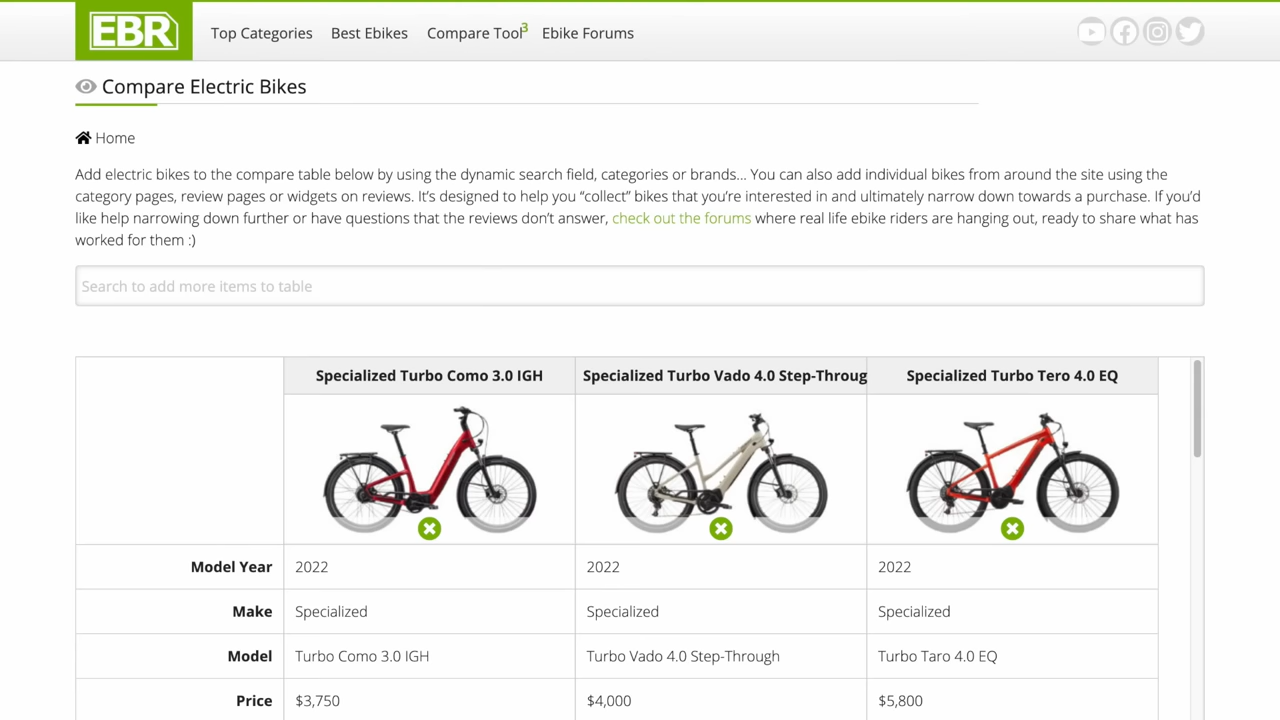 EBR
Top Categories Best Ebikes Compare Tool3 Ebike Forums
Compare Electric Bikes
Home
Add electric bikes to the compare table below by using the dynamic search field, categories or brands... You can also add individual bikes from around the site using the
category pages, review pages or widgets on reviews. It’s designed to help you “collect” bikes that you’re interested in and ultimately narrow down towards a purchase. If you’d
like help narrowing down further or have questions that the reviews don’t answer, check out the forums where real life ebike riders are hanging out, ready to share what has
worked for them :)
Search to add more items to table
Specialized Turbo Como 3.0 IGH Specialized Turbo Vado 4.0 Step-Throug Specialized Turbo Tero 4.0 EQ
Model Year 2022 2022 2022
Make Specialized Specialized Specialized
Model Turbo Como 3.0 IGH Turbo Vado 4.0 Step-Through Turbo Taro 4.0 EQ
Price $3,750 $4,000 $5,800